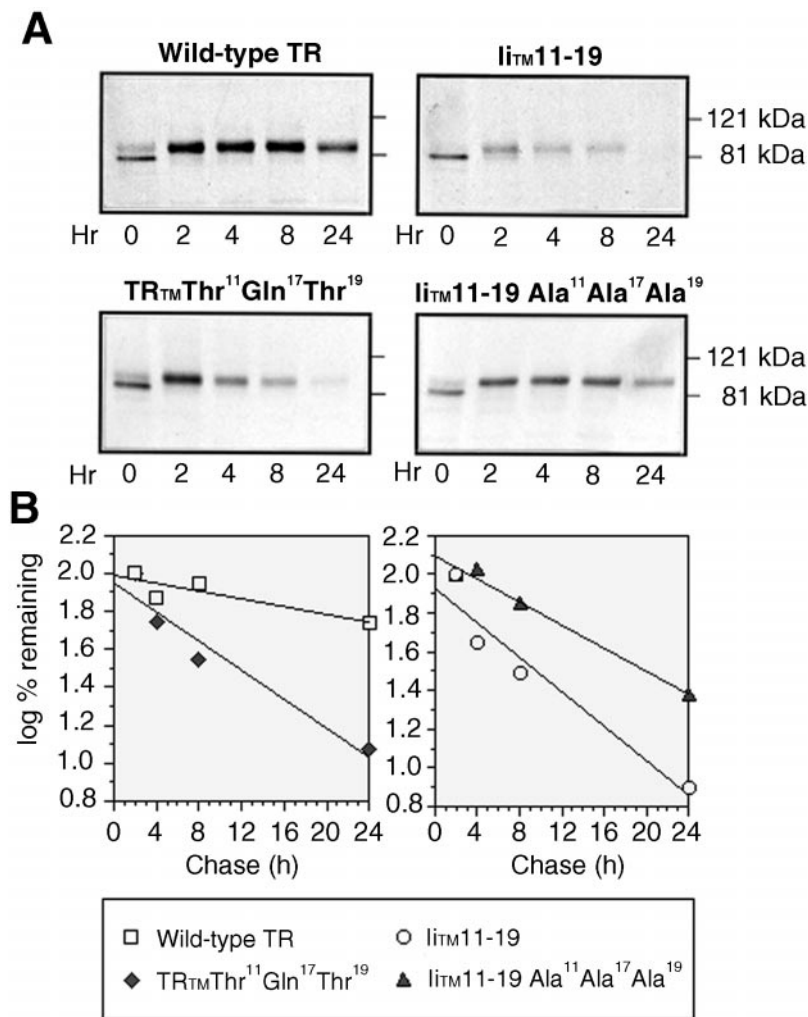 A
Wild-type TR
IiTM11-19
121 kDa
81 kDa
Hr 0 2 4 8 24
Hr 0 2 4 8 24
TRTMThr¹¹Gln¹⁷Thr¹⁹
IiTM11-19 Ala¹¹Ala¹⁷Ala¹⁹
121 kDa
81 kDa
Hr 0 2 4 8 24
Hr 0 2 4 8 24
B
log % remaining
2.2
2.0
1.8
1.6
1.4
1.2
1.0
0.8
0 4 8 12 16 20 24
Chase (h)
2.2
2.0
1.8
1.6
1.4
1.2
1.0
0.8
0 4 8 12 16 20 24
Chase (h)
Wild-type TR
IiTM11-19
TRTMThr¹¹Gln¹⁷Thr¹⁹
IiTM11-19 Ala¹¹Ala¹⁷Ala¹⁹